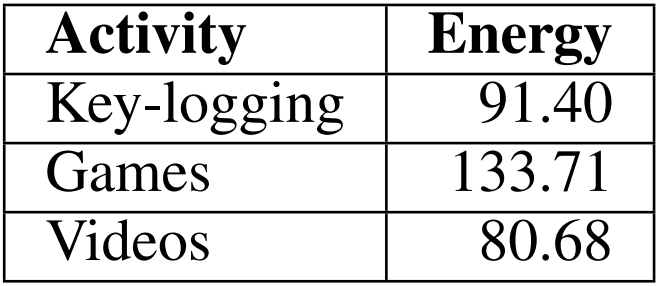 Activity Energy
Key-logging 91.40
Games 133.71
Videos 80.68